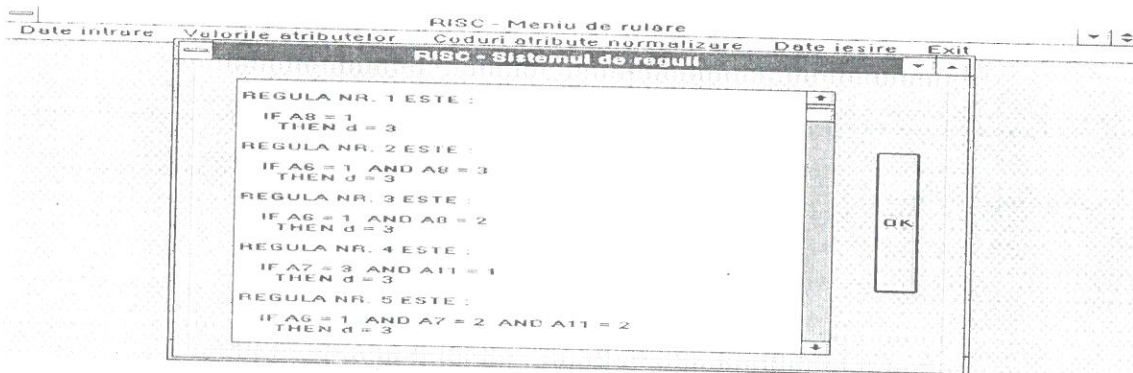 RISC - Meniu de rulare
Date intrare Valorile atributelor Coduri atribute normalizare Date iesire Exit
RISC - Sistemul de reguli
REGULA NR. 1 ESTE :
IF A8 = 1
THEN d = 3
REGULA NR. 2 ESTE :
IF A6 = 1 AND A8 = 3
THEN d = 3
REGULA NR. 3 ESTE :
IF A6 = 1 AND A8 = 2
THEN d = 3
REGULA NR. 4 ESTE :
IF A7 = 3 AND A11 = 1
THEN d = 3
REGULA NR. 5 ESTE :
IF A6 = 1 AND A7 = 2 AND A11 = 2
THEN d = 3
OK